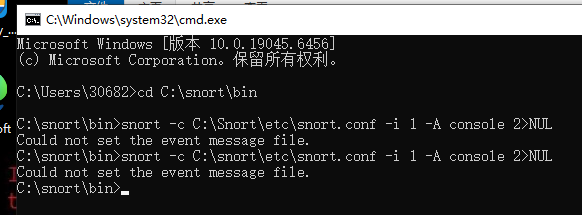 C:\Windows\system32\cmd.exe
Microsoft Windows [版本 10.0.19045.6456]
(c) Microsoft Corporation。保留所有权利。
C:\Users\30682>cd C:\snort\bin
C:\snort\bin>snort -c C:\Snort\etc\snort.conf -i 1 -A console 2>NUL
Could not set the event message file.
C:\snort\bin>snort -c C:\Snort\etc\snort.conf -i 1 -A console 2>NUL
Could not set the event message file.
C:\snort\bin>